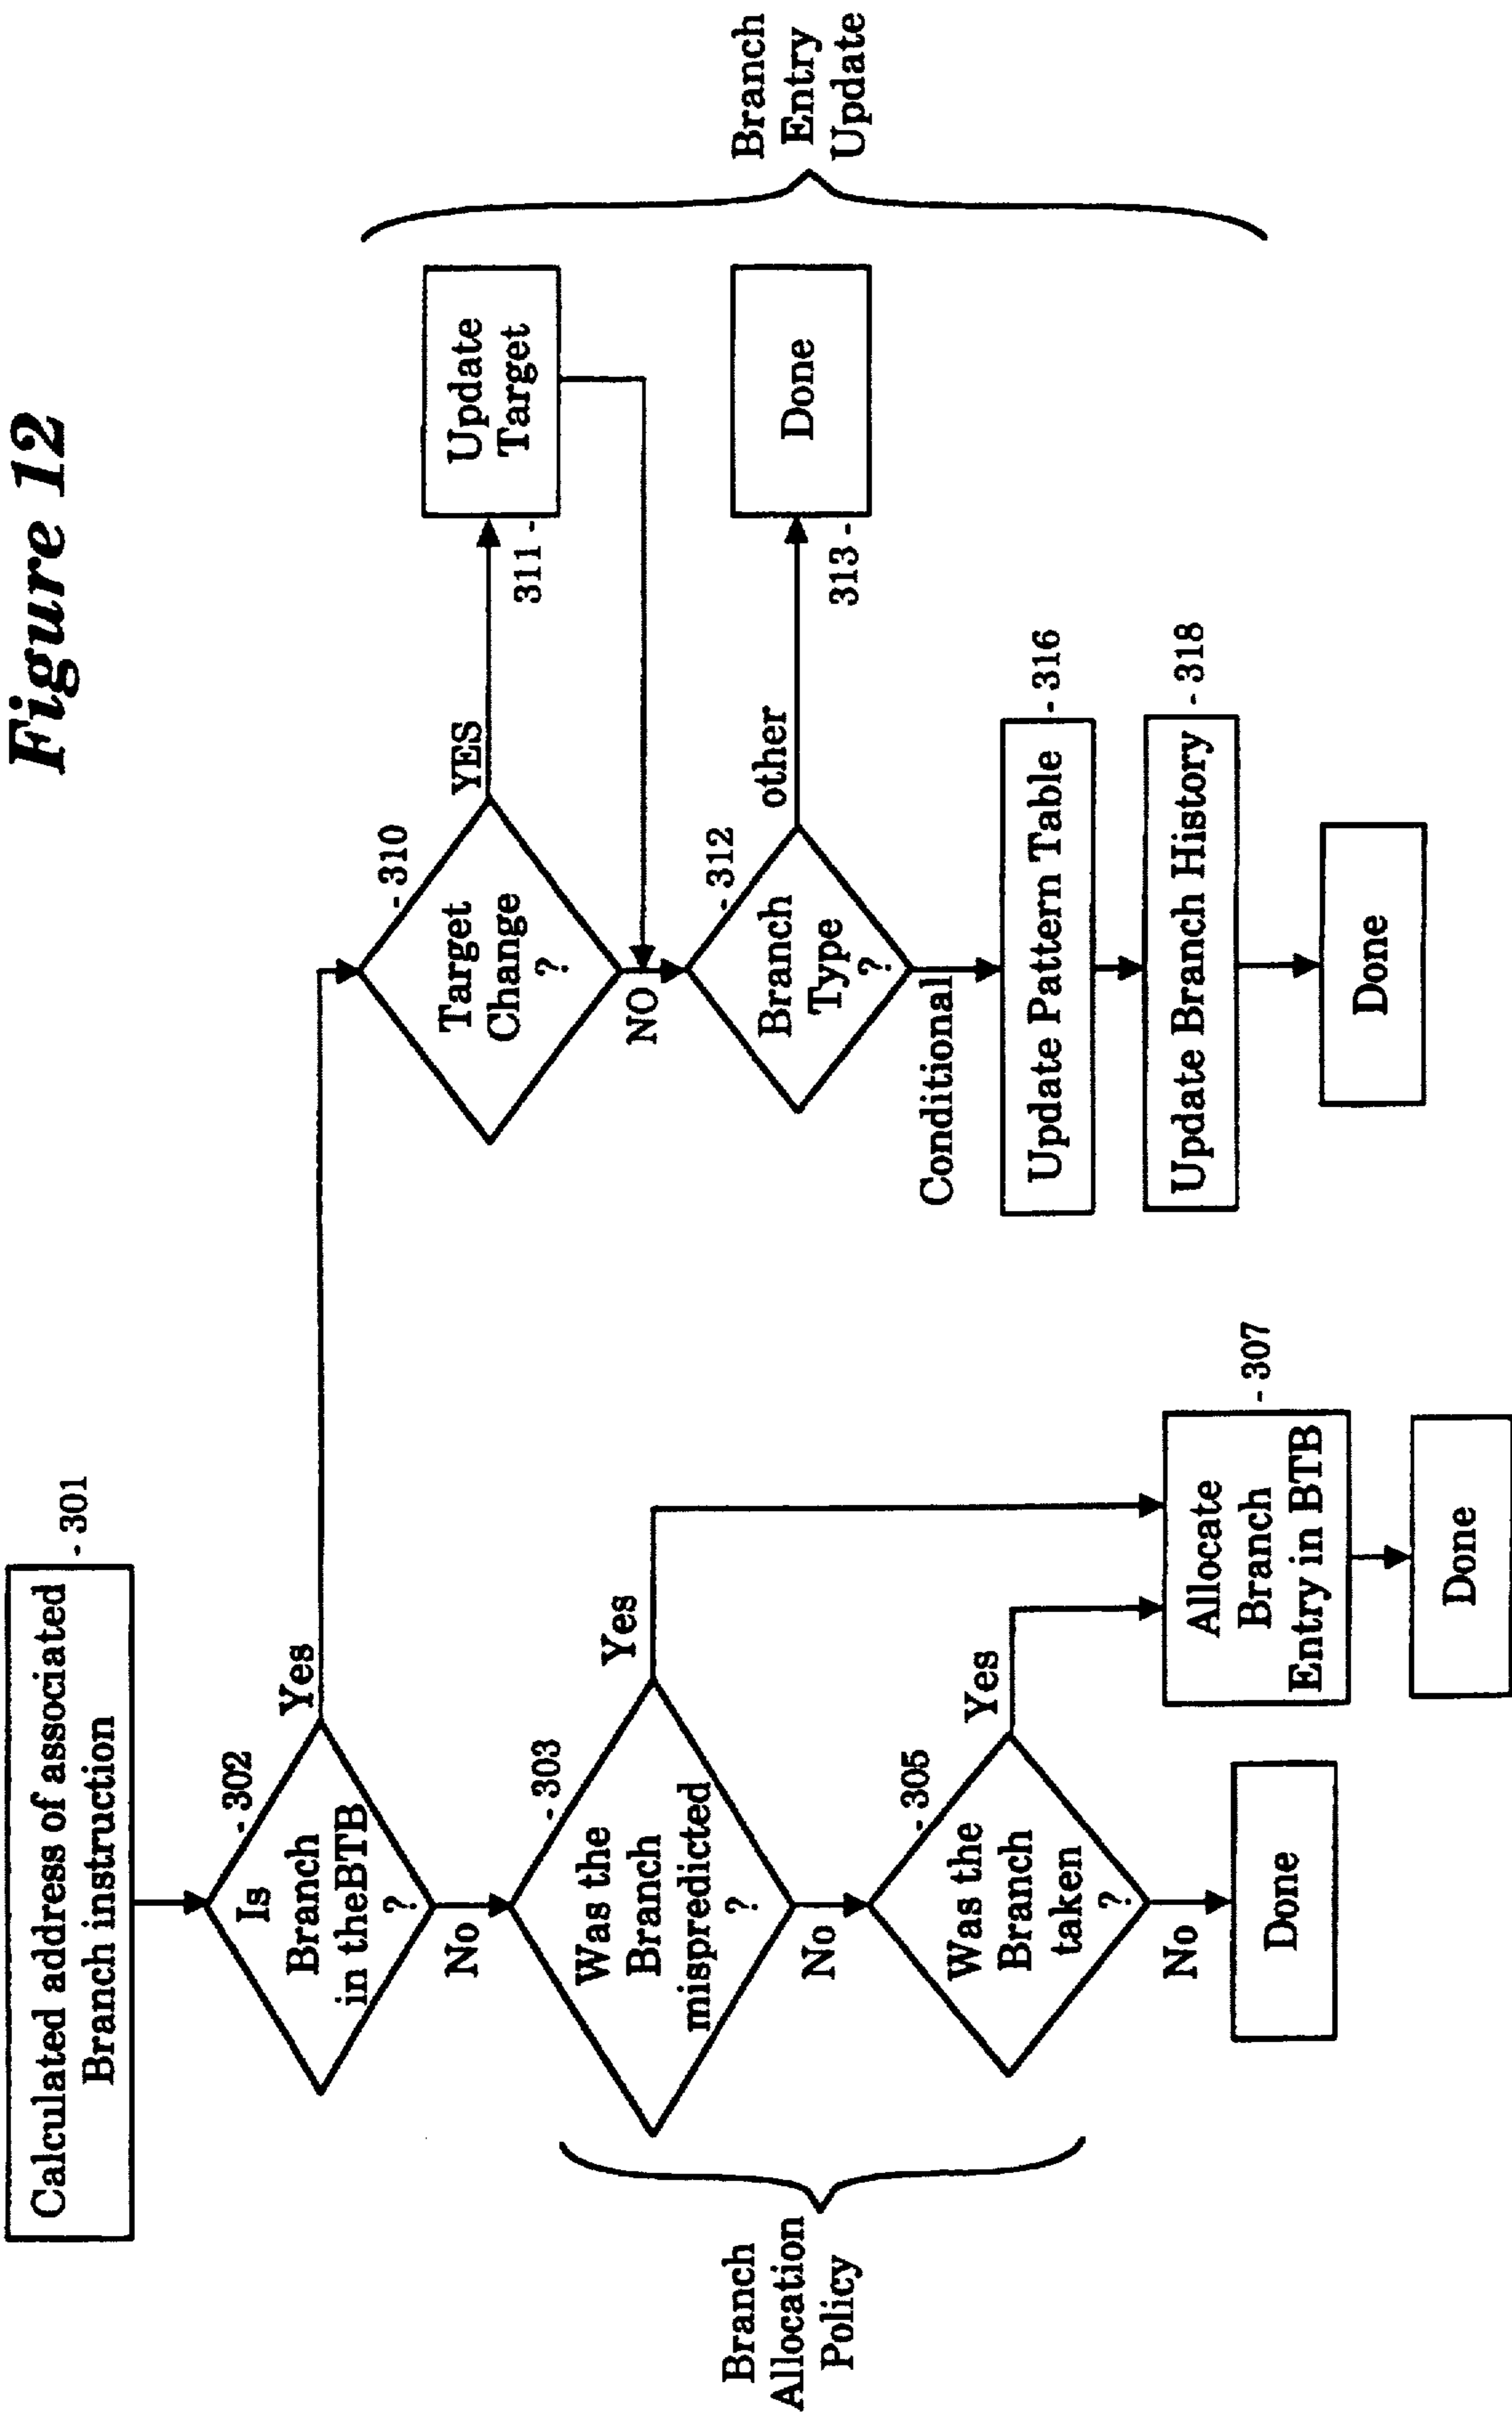 Figure 12
Calculated address of associated
Branch instruction
- 301
Is
Branch
in theBTB
?
- 302
Yes
No
Was the
Branch
mispredicted
?
- 303
Yes
No
Was the
Branch
taken
?
- 305
Yes
No
Done
Allocate
Branch
Entry in BTB
- 307
Done
Branch
Allocation
Policy
Target
Change
?
- 310
YES
NO
Update
Target
311 -
Branch
Type
?
- 312
other
Done
313 -
Conditional
Update Pattern Table
- 316
Update Branch History
- 318
Done
Branch
Entry
Update